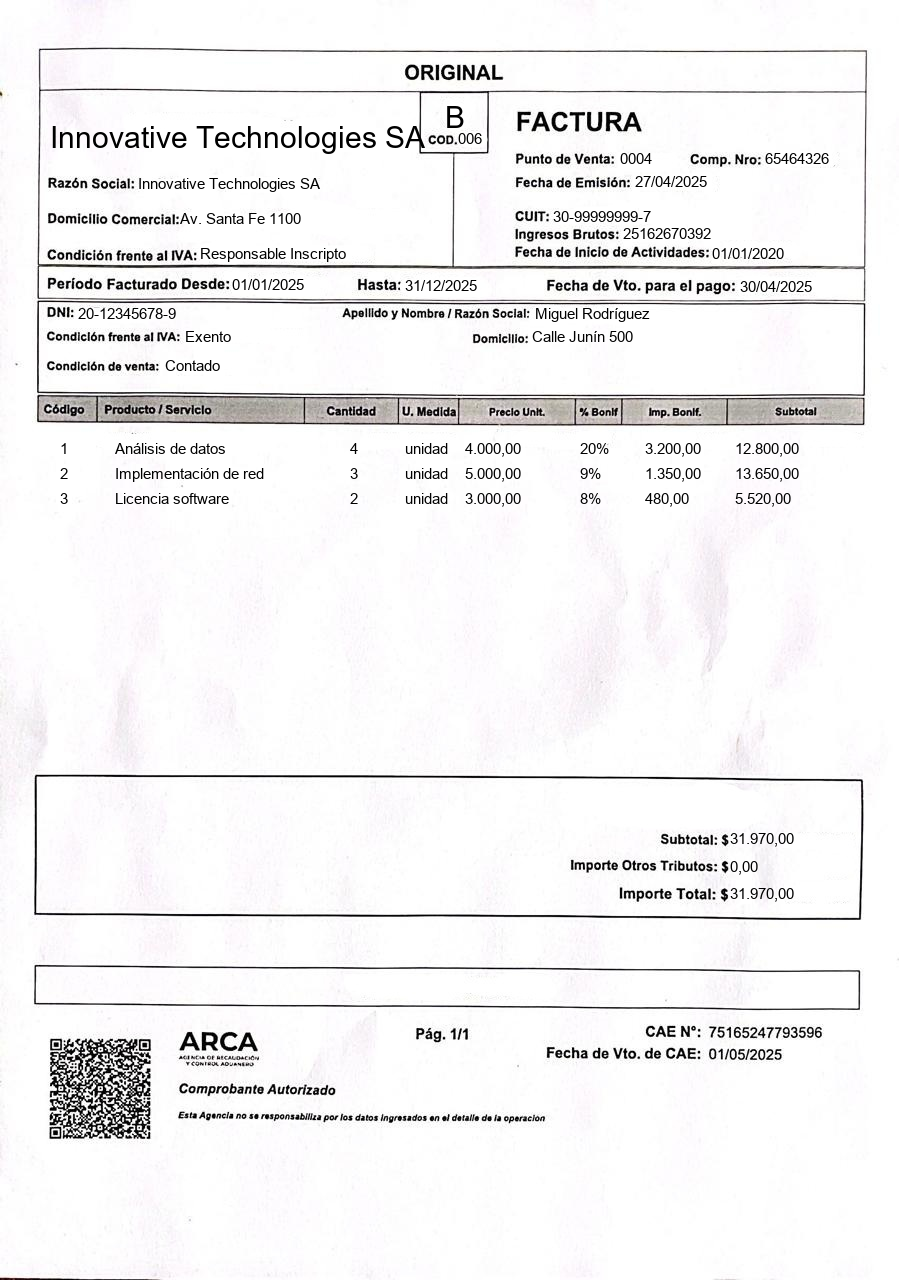 ORIGINAL
B
COD.006
Innovative Technologies SA
FACTURA
Punto de Venta: 0004 Comp. Nro: 65464326
Razón Social: Innovative Technologies SA
Fecha de Emisión: 27/04/2025
Domicilio Comercial:Av. Santa Fe 1100
CUIT: 30-99999999-7
Ingresos Brutos: 25162670392
Condición frente al IVA: Responsable Inscripto
Fecha de Inicio de Actividades: 01/01/2020
Período Facturado Desde: 01/01/2025 Hasta: 31/12/2025 Fecha de Vto. para el pago: 30/04/2025
DNI: 20-12345678-9 Apellido y Nombre / Razón Social: Miguel Rodríguez
Condición frente al IVA: Exento Domicilio: Calle Junín 500
Condición de venta: Contado
Código Producto / Servicio Cantidad U. Medida Precio Unit. % Bonif Imp. Bonif. Subtotal
1 Análisis de datos 4 unidad 4.000,00 20% 3.200,00 12.800,00
2 Implementación de red 3 unidad 5.000,00 9% 1.350,00 13.650,00
3 Licencia software 2 unidad 3.000,00 8% 480,00 5.520,00
Subtotal: $31.970,00
Importe Otros Tributos: $0,00
Importe Total: $31.970,00
ARCA
AGENCIA DE RECAUDACIÓN
Y CONTROL ADUANERO
Pág. 1/1
CAE N°: 75165247793596
Fecha de Vto. de CAE: 01/05/2025
Comprobante Autorizado
Esta Agencia no se responsabiliza por los datos ingresados en el detalle de la operación